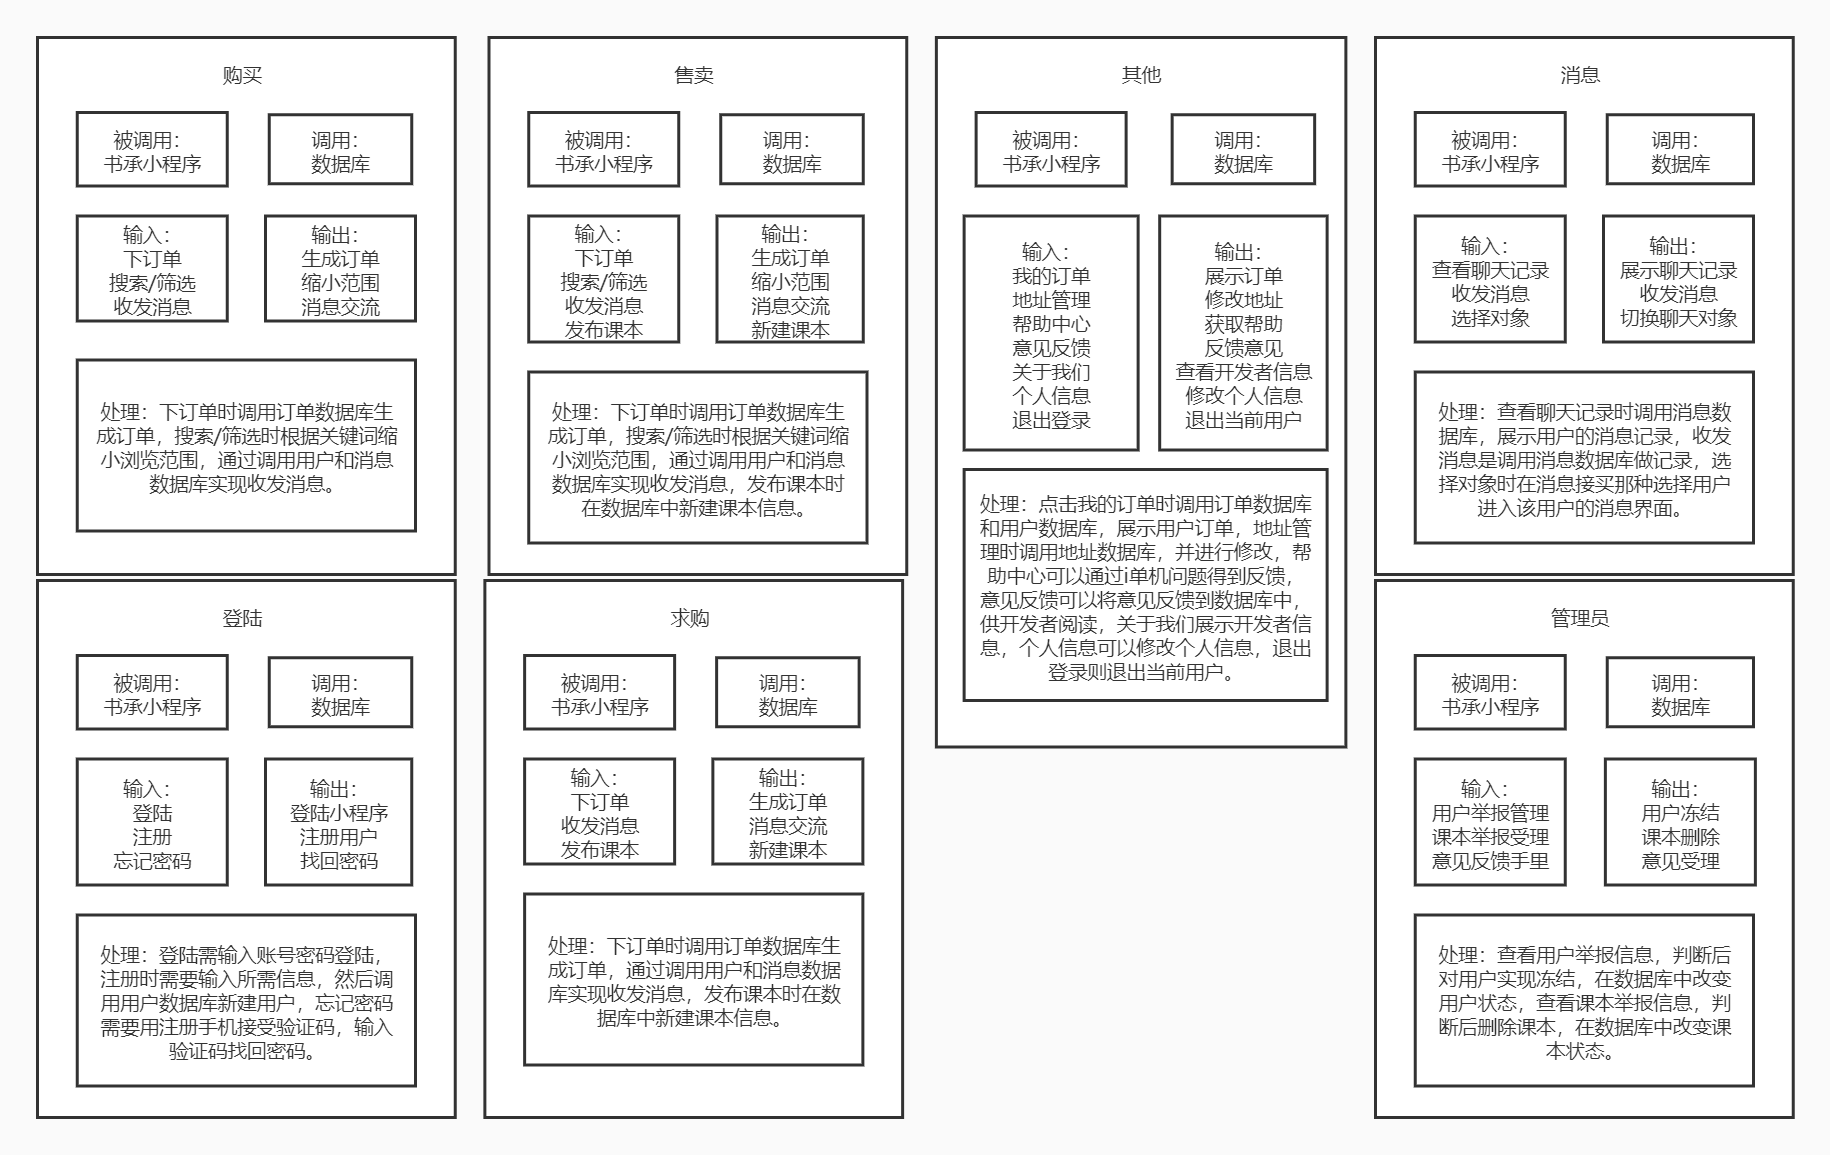 购买
被调用：
书承小程序
调用：
数据库
输入：
下订单
搜索/筛选
收发消息
输出：
生成订单
缩小范围
消息交流
处理：下订单时调用订单数据库生
成订单，搜索/筛选时根据关键词缩
小浏览范围，通过调用用户和消息
数据库实现收发消息。
售卖
被调用：
书承小程序
调用：
数据库
输入：
下订单
搜索/筛选
收发消息
发布课本
输出：
生成订单
缩小范围
消息交流
新建课本
处理：下订单时调用订单数据库生
成订单，搜索/筛选时根据关键词缩
小浏览范围，通过调用用户和消息
数据库实现收发消息，发布课本时
在数据库中新建课本信息。
其他
被调用：
书承小程序
调用：
数据库
输入：
我的订单
地址管理
帮助中心
意见反馈
关于我们
个人信息
退出登录
输出：
展示订单
修改地址
获取帮助
反馈意见
查看开发者信息
修改个人信息
退出当前用户
处理：点击我的订单时调用订单数据库
和用户数据库，展示用户订单，地址管
理时调用地址数据库，并进行修改，帮
助中心可以通过i单机问题得到反馈，
意见反馈可以将意见反馈到数据库中，
供开发者阅读，关于我们展示开发者信
息，个人信息可以修改个人信息，退出
登录则退出当前用户。
消息
被调用：
书承小程序
调用：
数据库
输入：
查看聊天记录
收发消息
选择对象
输出：
展示聊天记录
收发消息
切换聊天对象
处理：查看聊天记录时调用消息数
据库，展示用户的消息记录，收发
消息是调用消息数据库做记录，选
择对象时在消息接买那种选择用户
进入该用户的消息界面。
登陆
被调用：
书承小程序
调用：
数据库
输入：
登陆
注册
忘记密码
输出：
登陆小程序
注册用户
找回密码
处理：登陆需输入账号密码登陆，
注册时需要输入所需信息，然后调
用用户数据库新建用户，忘记密码
需要用注册手机接受验证码，输入
验证码找回密码。
求购
被调用：
书承小程序
调用：
数据库
输入：
下订单
收发消息
发布课本
输出：
生成订单
消息交流
新建课本
处理：下订单时调用订单数据库生
成订单，通过调用用户和消息数据
库实现收发消息，发布课本时在数
据库中新建课本信息。
管理员
被调用：
书承小程序
调用：
数据库
输入：
用户举报管理
课本举报受理
意见反馈手里
输出：
用户冻结
课本删除
意见受理
处理：查看用户举报信息，判断后
对用户实现冻结，在数据库中改变
用户状态，查看课本举报信息，判
断后删除课本，在数据库中改变课
本状态。